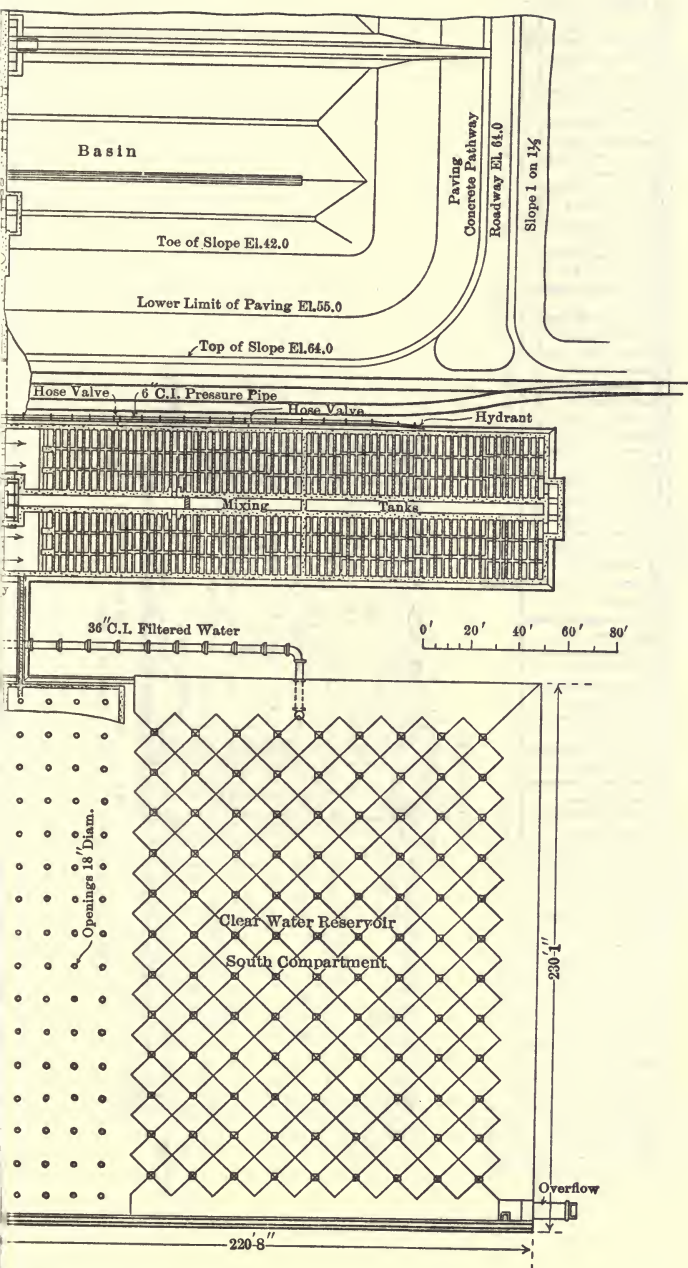 Basin
Paving
Concrete Pathway
Roadway El. 64.0
Slope 1 on 1½
Toe of Slope El.42.0
Lower Limit of Paving El.55.0
Top of Slope El.64.0
Hose Valve
6"C.I. Pressure Pipe
Hose Valve
Hydrant
Mixing
Tanks
y
36"C.I. Filtered Water
0' 20' 40' 60' 80'
Openings 18"Diam.
Clear Water Reservoir
South Compartment
230'-1"
Overflow
220'-8"